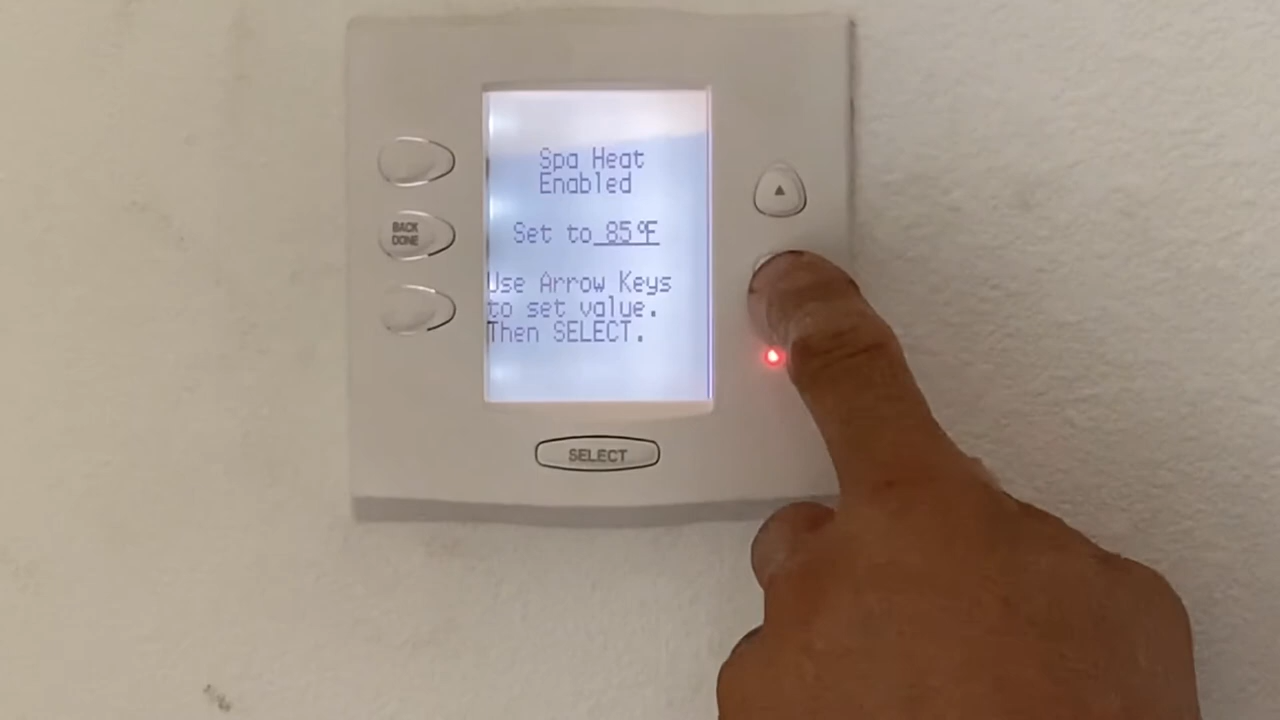 Spa Heat
Enabled
Set to 85°F
BACK
DONE
Use Arrow Keys
to set value.
Then SELECT.
SELECT